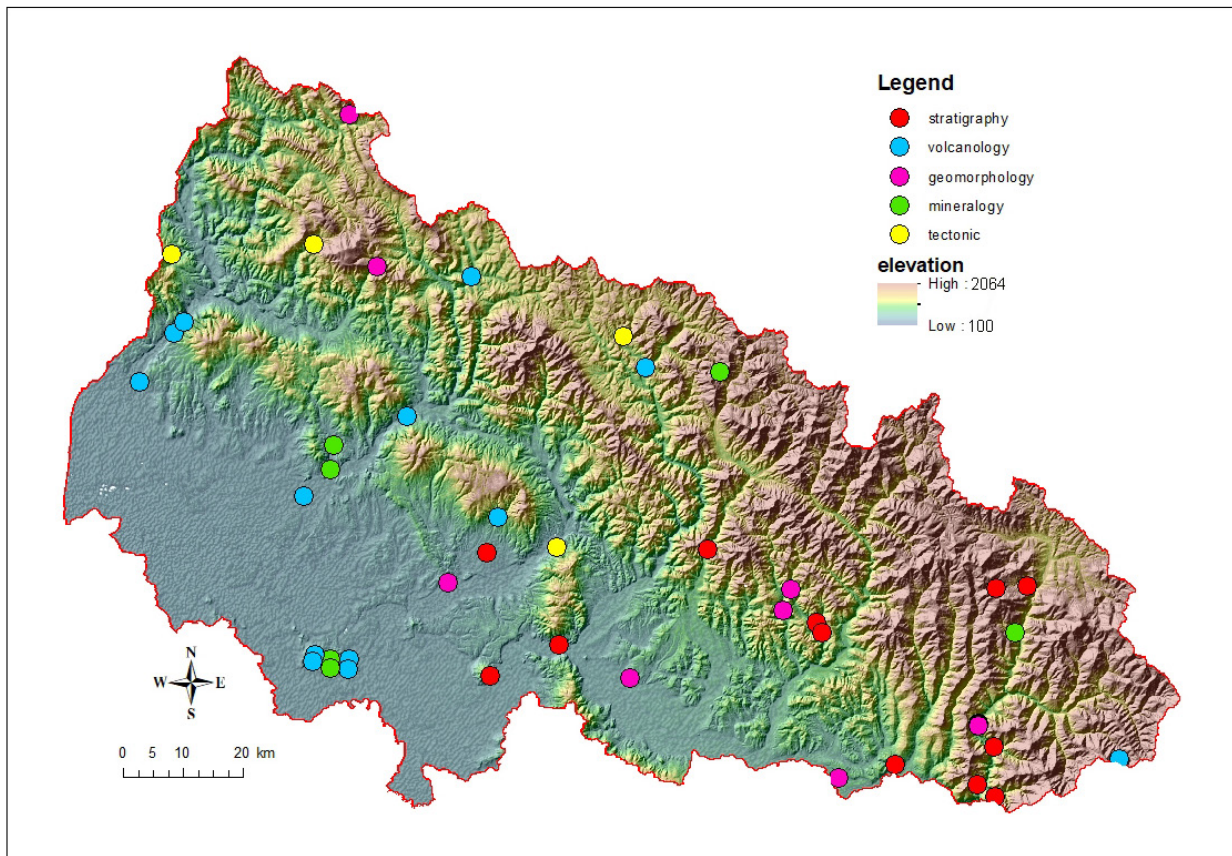 Legend
stratigraphy
volcanology
geomorphology
mineralogy
tectonic
elevation
High : 2064
Low : 100
N
W E
S
0 5 10 20 km